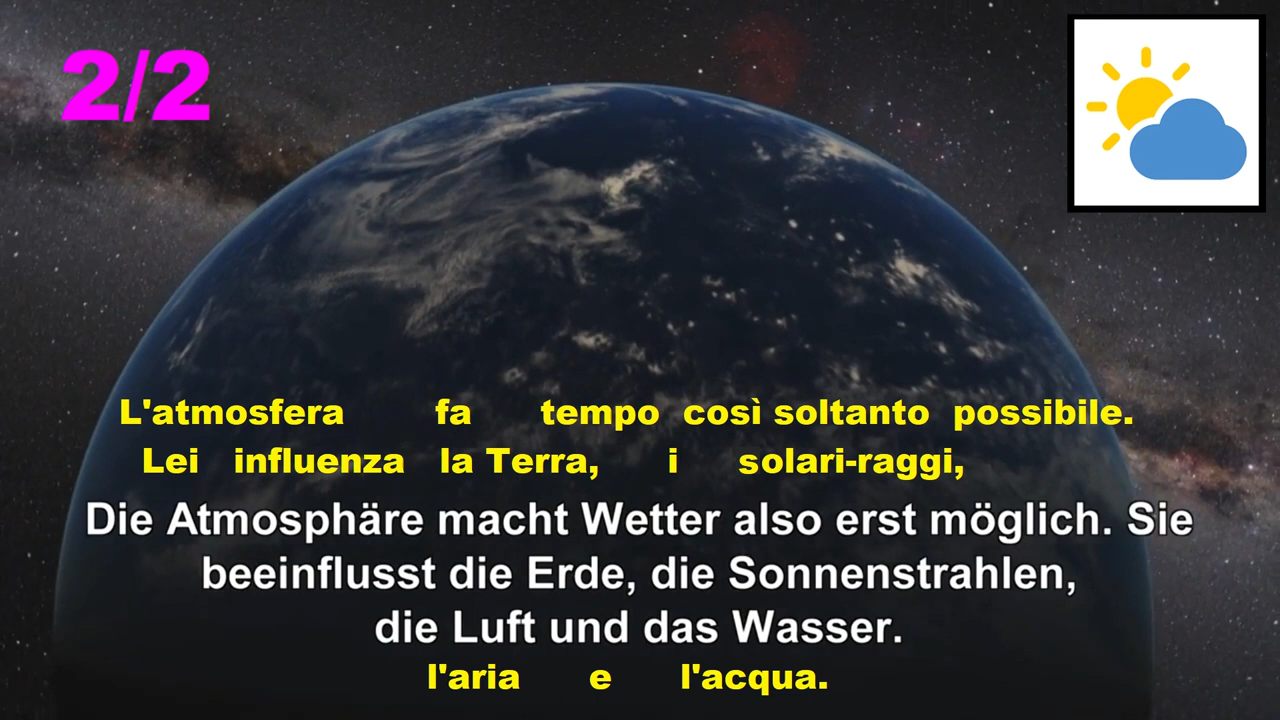 2/2
L'atmosfera fa tempo così soltanto possibile.
Lei influenza la Terra, i solari-raggi,
Die Atmosphäre macht Wetter also erst möglich. Sie
beeinflusst die Erde, die Sonnenstrahlen,
die Luft und das Wasser.
l'aria e l'acqua.